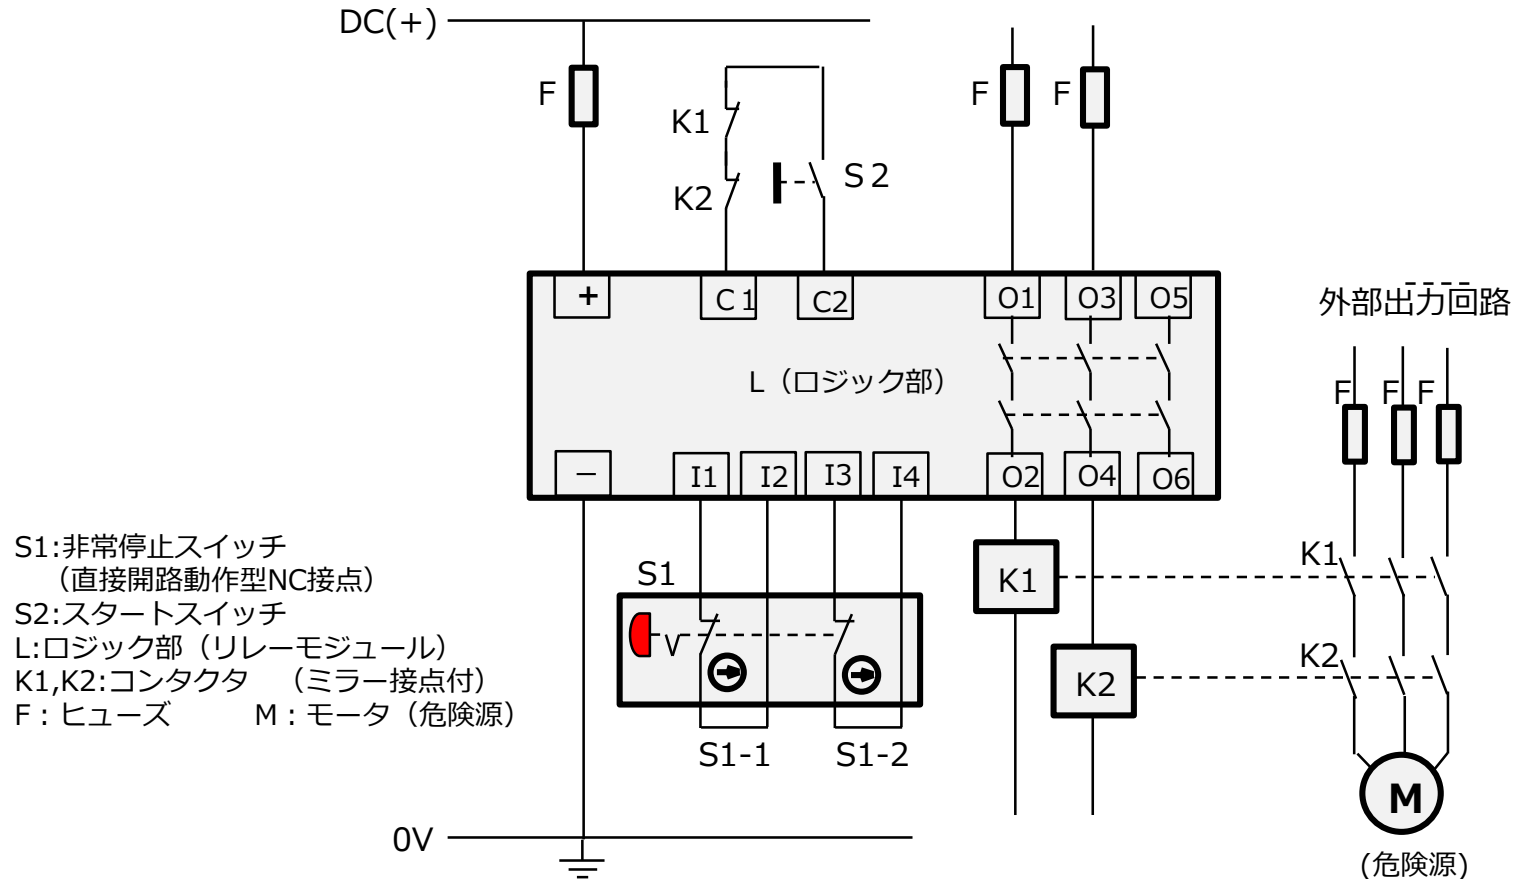 DC(+)
F
K1
K2
S2
F
F
+
C1
C2
O1
O3
O5
L（ロジック部）
－
I1
I2
I3
I4
O2
O4
O6
外部出力回路
F
F
F
S1:非常停止スイッチ
（直接開路動作型NC接点）
S2:スタートスイッチ
L:ロジック部（リレーモジュール）
K1,K2:コンタクタ　（ミラー接点付）
F：ヒューズ　　M：モータ（危険源）
S1
S1-1
S1-2
K1
K2
K1
K2
M
(危険源)
0V